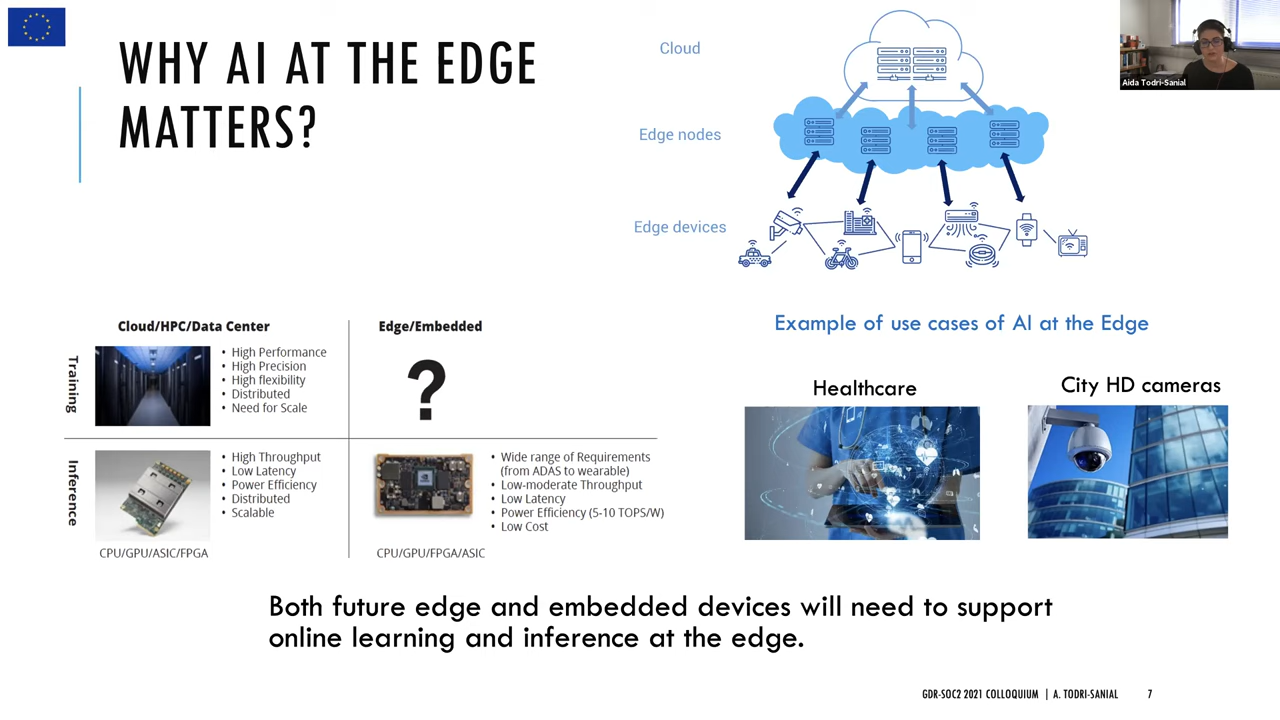 WHY AI AT THE EDGE
MATTERS?
Cloud
Edge nodes
Edge devices
Aida Todri-Sanial
Cloud/HPC/Data Center
Edge/Embedded
Training
• High Performance
• High Precision
• High flexibility
• Distributed
• Need for Scale
?
Inference
• High Throughput
• Low Latency
• Power Efficiency
• Distributed
• Scalable
CPU/GPU/ASIC/FPGA
• Wide range of Requirements
(from ADAS to wearable)
• Low-moderate Throughput
• Low Latency
• Power Efficiency (5-10 TOPS/W)
• Low Cost
CPU/GPU/FPGA/ASIC
Example of use cases of AI at the Edge
Healthcare
City HD cameras
Both future edge and embedded devices will need to support
online learning and inference at the edge.
GDR-SOC2 2021 COLLOQUIUM | A. TODRI-SANIAL 7